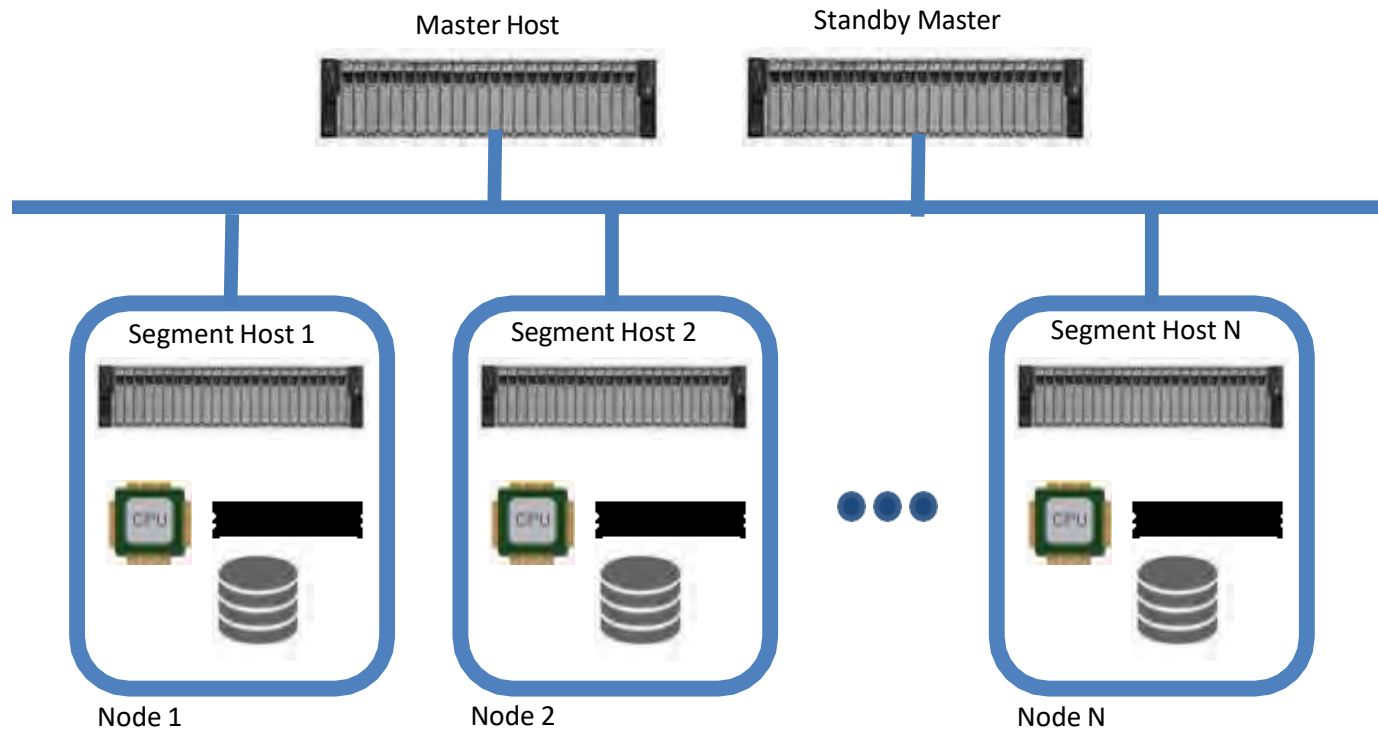 Master Host
Standby Master
Segment Host 1
Segment Host 2
Segment Host N
CPU
CPU
CPU
Node 1
Node 2
Node N